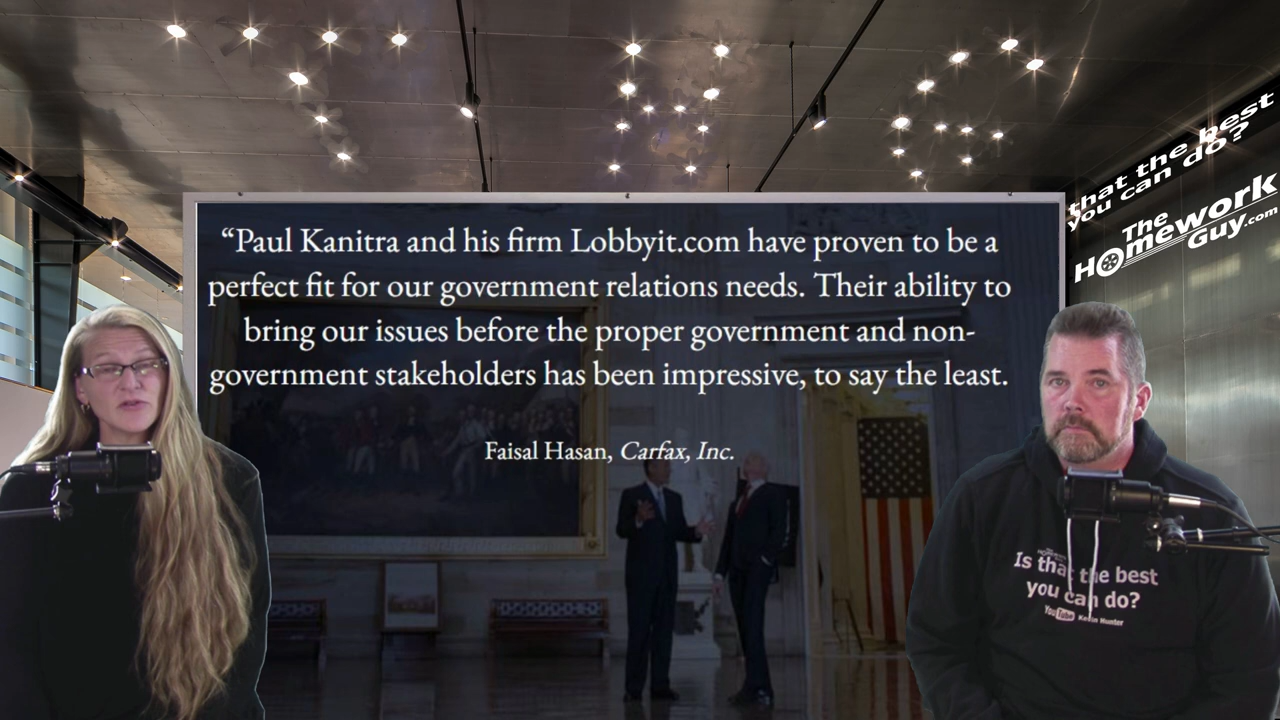 “Paul Kanitra and his firm Lobbyit.com have proven to be a
perfect fit for our government relations needs. Their ability to
bring our issues before the proper government and non-
government stakeholders has been impressive, to say the least.
Faisal Hasan, Carfax, Inc.
that the best
you can do?
The
Homework
Guy.com
Is that the best
you can do?
YouTube Kevin Hunter